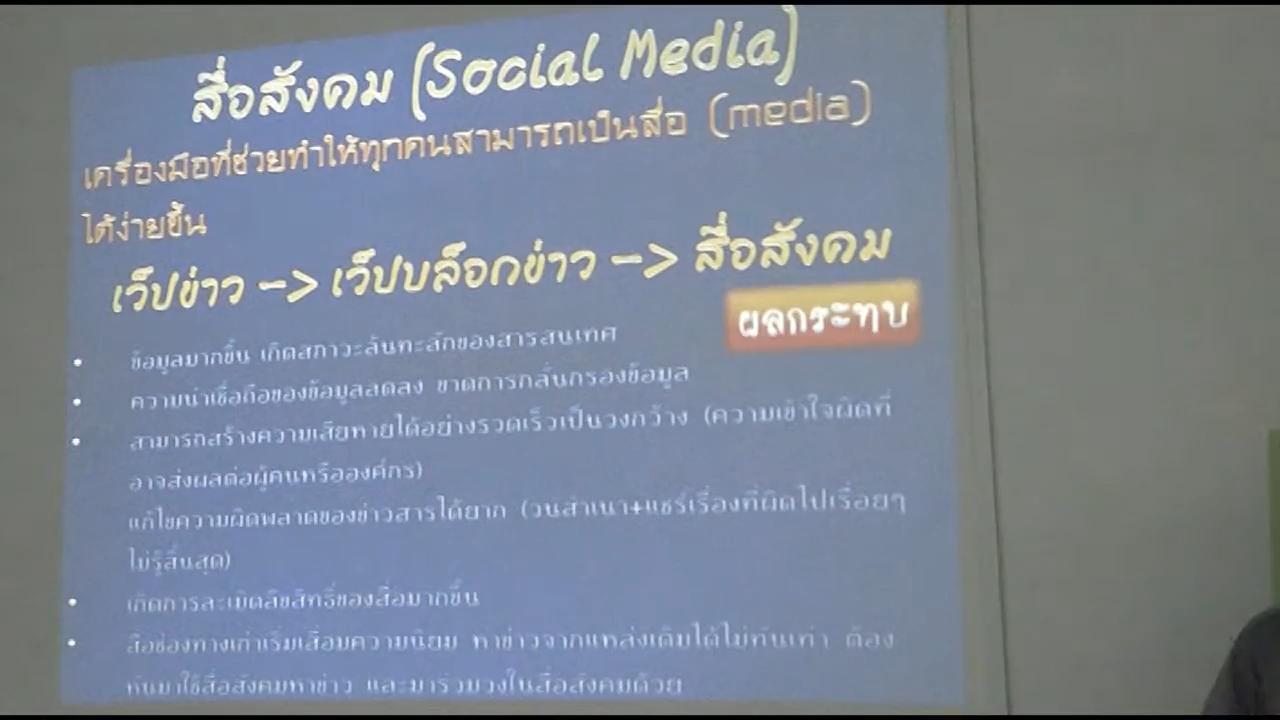 สื่อสังคม (Social Media)
เครื่องมือที่ช่วยทำให้ทุกคนสามารถเป็นสื่อ (media)
ได้ง่ายขึ้น
เว็ปข่าว -> เว็ปบล็อกข่าว -> สื่อสังคม
ผลกระทบ
• ข้อมูลมากขึ้น เกิดสภาวะล้นทะลักของสารสนเทศ
• ความน่าเชื่อถือของข้อมูลลดลง ขาดการกลั่นกรองข้อมูล
• สามารถสร้างความเสียหายได้อย่างรวดเร็วเป็นวงกว้าง (ความเข้าใจผิดที่
อาจส่งผลต่อผู้คนหรือองค์กร)
แก้ไขความผิดพลาดของข่าวสารได้ยาก (วนสำเนา+แชร์เรื่องที่ผิดไปเรื่อยๆ
ไม่รู้สิ้นสุด)
• เกิดการละเมิดลิขสิทธิ์ของสื่อมากขึ้น
• สื่อช่องทางเก่าเริ่มเสื่อมความนิยม หาข่าวจากแหล่งเดิมได้ไม่ทันเท่า ต้อง
หันมาใช้สื่อสังคมหาข่าว และมาร่วมวงในสื่อสังคมด้วย